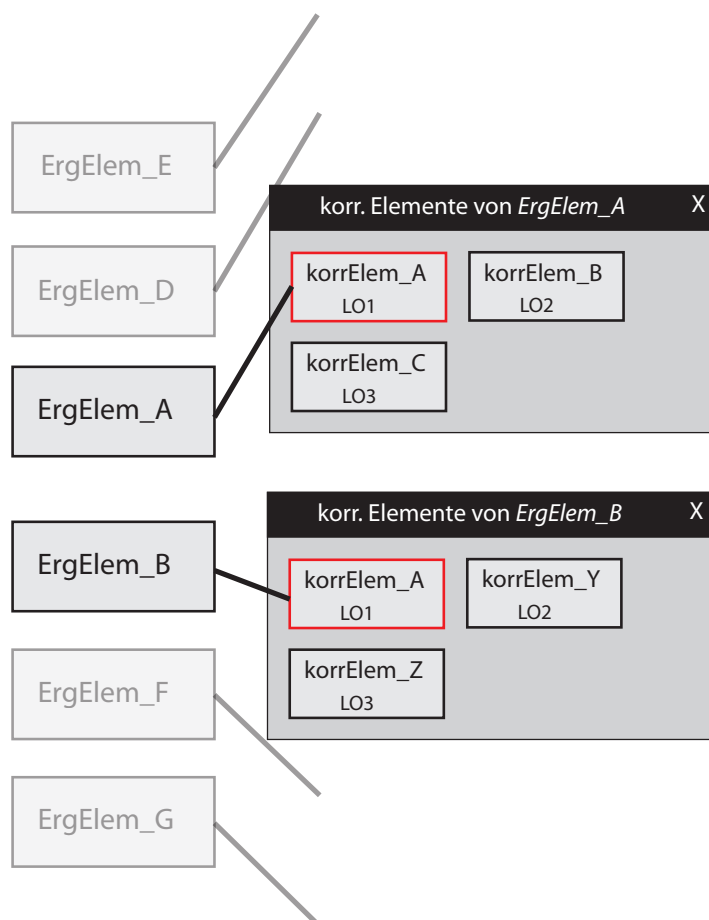 ErgElem_E
ErgElem_D
ErgElem_A
korr. Elemente von ErgElem_A X
korrElem_A korrElem_B
LO1 LO2
korrElem_C
LO3
ErgElem_B
korr. Elemente von ErgElem_B X
korrElem_A korrElem_Y
LO1 LO2
korrElem_Z
LO3
ErgElem_F
ErgElem_G